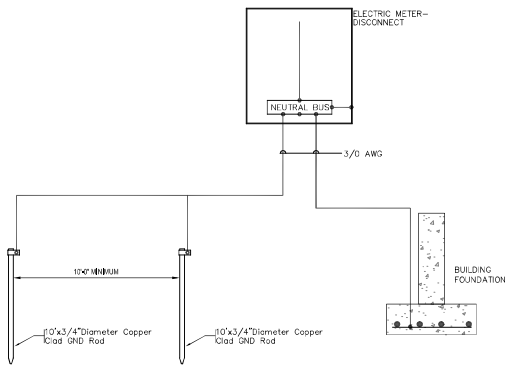 ELECTRIC METER-
DISCONNECT
NEUTRAL BUS
3/0 AWG
10'-0" MINIMUM
BUILDING
FOUNDATION
10'x3/4"Diameter Copper
Clad GND Rod
10'x3/4"Diameter Copper
Clad GND Rod